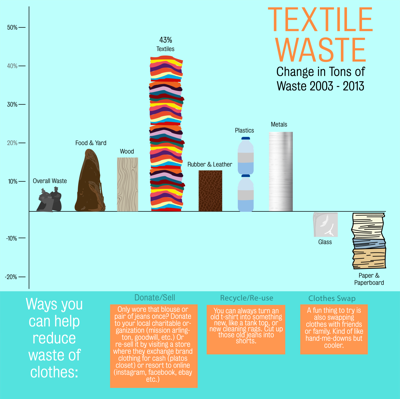 TEXTILE
WASTE
Change in Tons of
Waste 2003 - 2013
50%
40%
30%
20%
10%
-10%
-20%
43%
Textiles
Overall Waste
Food & Yard
Wood
Rubber & Leather
Plastics
Metals
Glass
Paper &
Paperboard
Ways you
can help
reduce
waste of
clothes:
Donate/Sell
Only wore that blouse or
pair of jeans once? Donate
to your local charitable or-
ganization (mission arling-
ton, goodwill, etc.) Or
re-sell it by visiting a store
where they exchange brand
clothing for cash (platos
closet) or resort to online
(instagram, facebook, ebay
etc.)
Recycle/Re-use
You can always turn an
old t-shirt into something
new, like a tank top, or
new cleaning rags. Cut up
those old jeans into
shorts.
Clothes Swap
A fun thing to try is
also swapping
clothes with friends
or family. Kind of like
hand-me-downs but
cooler.